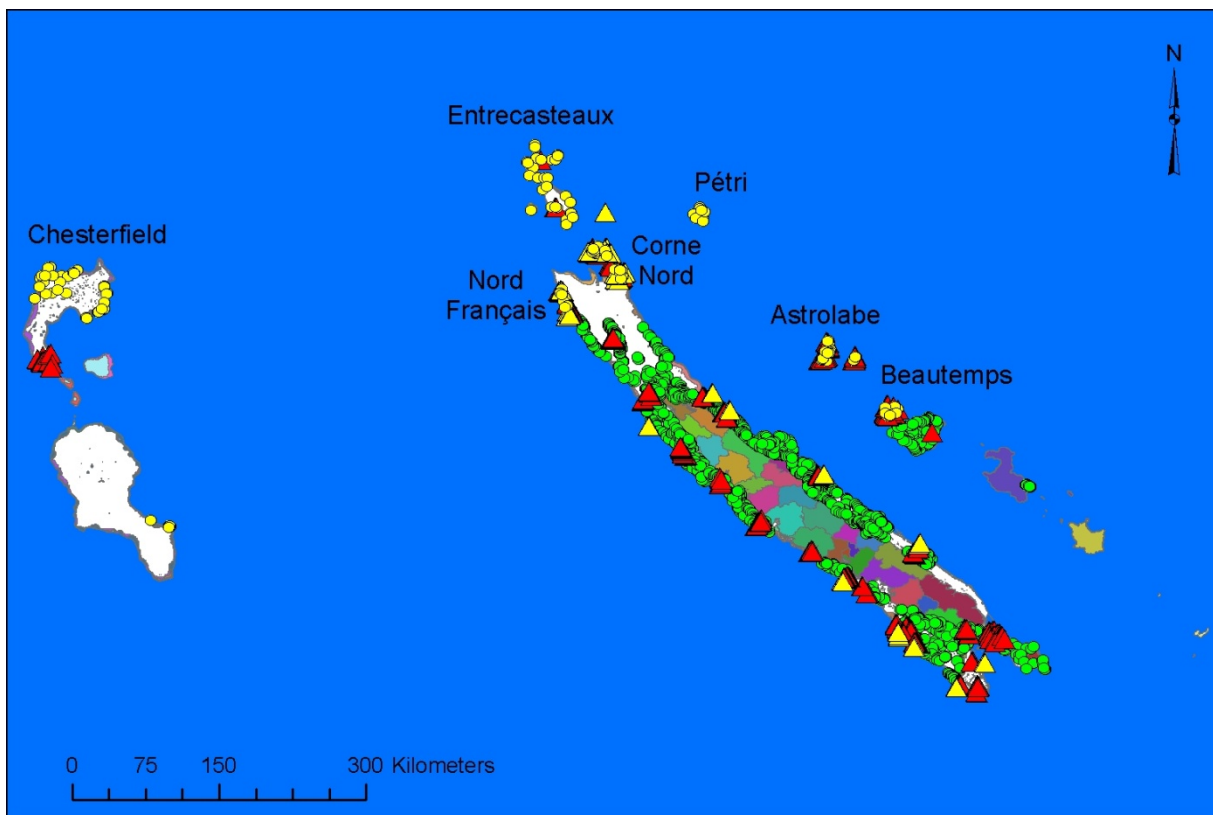 N
Entrecasteaux
Pétri
Chesterfield
Corne
Nord
Nord
Français
Astrolabe
Beautemps
0 75 150 300 Kilometers